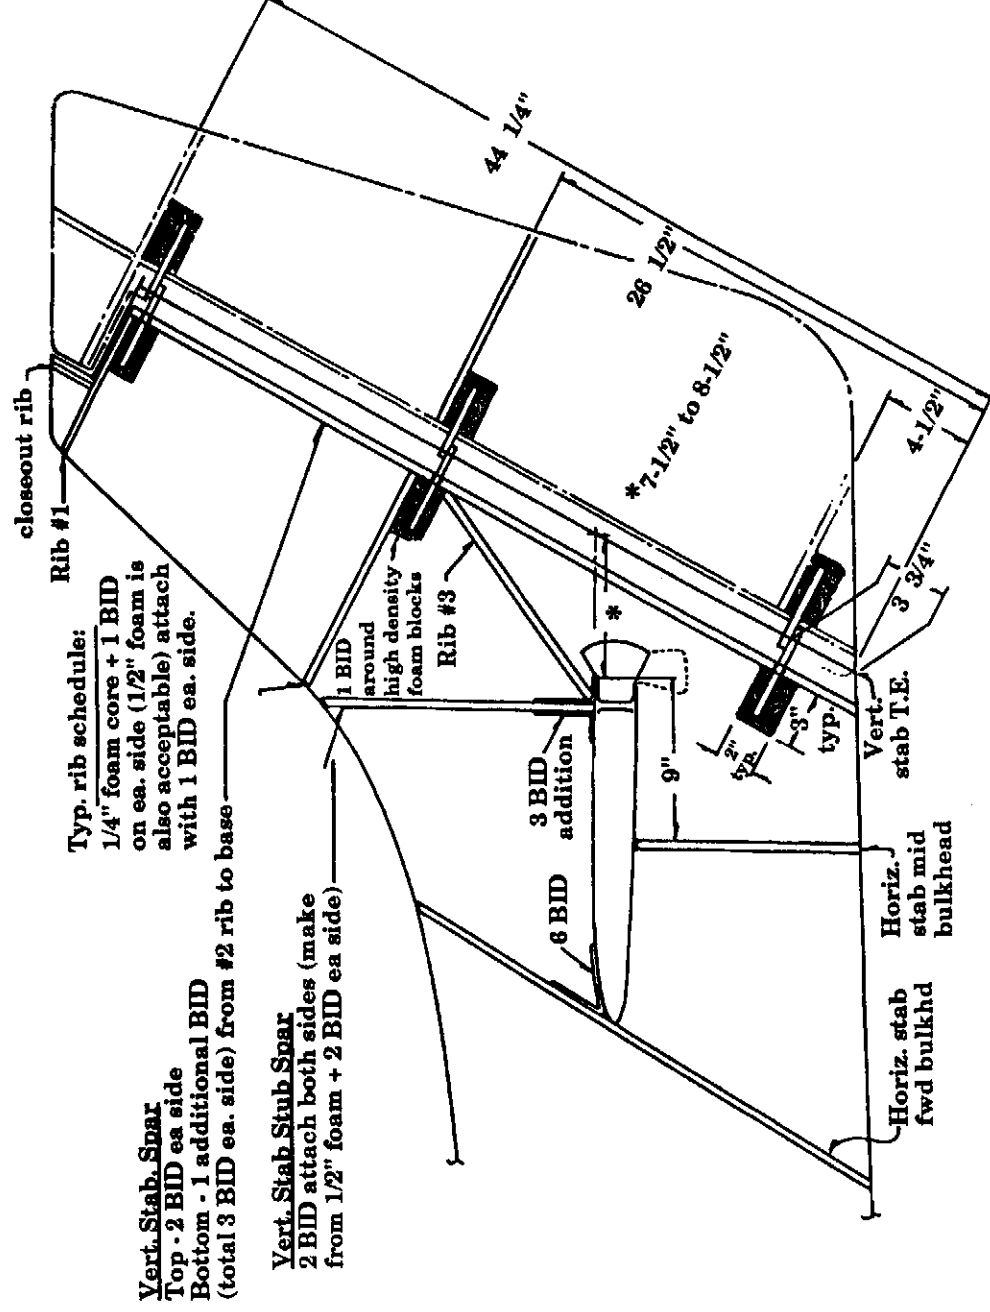 closeout rib
Rib #1
Typ. rib schedule:
1/4" foam core + 1 BID
on ea. side (1/2" foam is
also acceptable) attach
with 1 BID ea. side.
Vert. Stab. Spar
Top - 2 BID ea side
Bottom - 1 additional BID
(total 3 BID ea. side) from #2 rib to base
Vert. Stab Stub Spar
2 BID attach both sides (make
from 1/2" foam + 2 BID ea side)
1 BID
around
high density
foam blocks
Rib #3
3 BID
addition
6 BID
9"
*
*7-1/2" to 8-1/2"
44 1/4"
26 1/2"
4-1/2"
3 3/4"
2"
typ.
3"
typ.
Vert.
stab T.E.
Horiz.
stab mid
bulkhead
Horiz. stab
fwd bulkhd